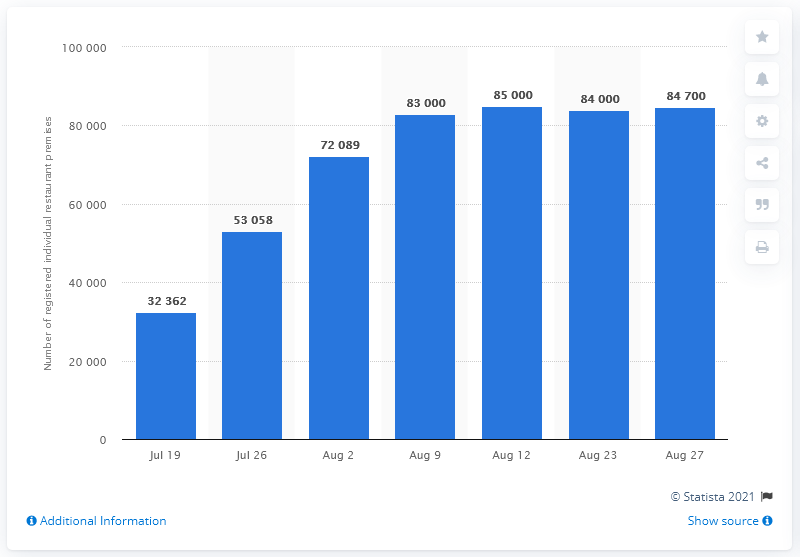 100 000
80 000
60 000
40 000
20 000
0
Number of registered individual restaurant premises
32 362
53 058
72 089
83 000
85 000
84 000
84 700
Jul 19
Jul 26
Aug 2
Aug 9
Aug 12
Aug 23
Aug 27
© Statista 2021
Additional Information
Show source